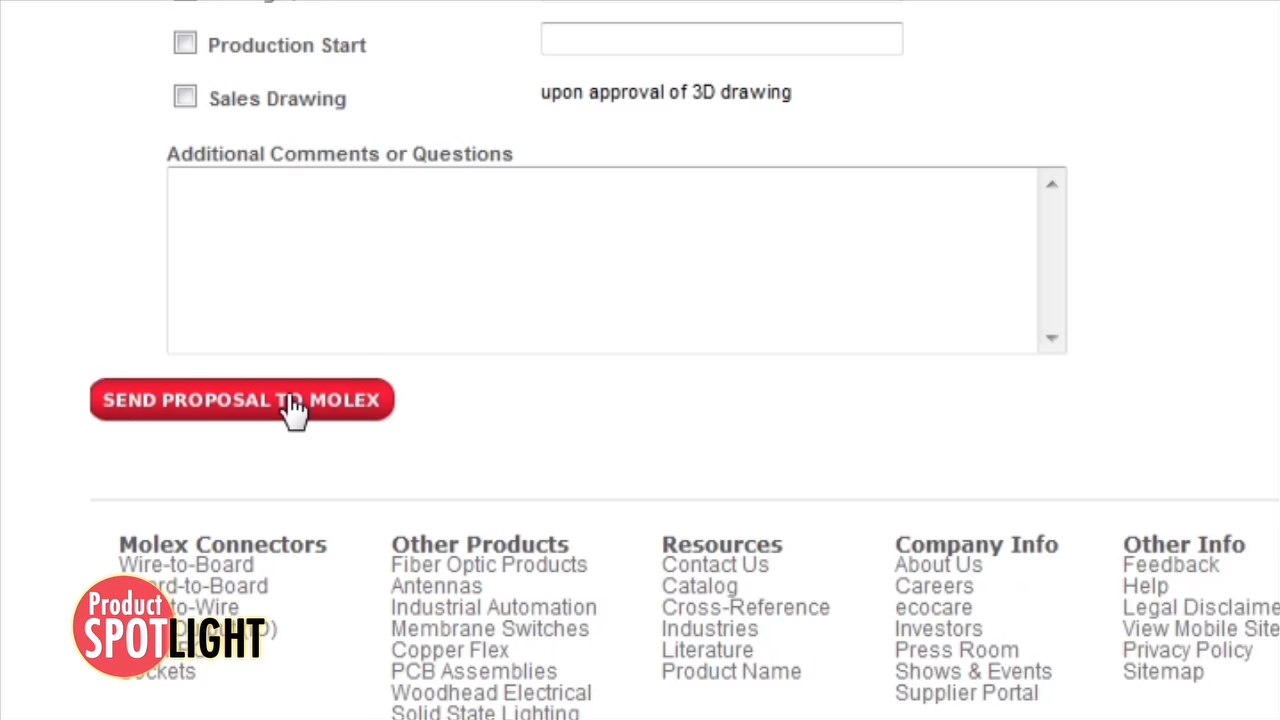 Production Start
Sales Drawing
upon approval of 3D drawing
Additional Comments or Questions
SEND PROPOSAL TO MOLEX
Molex Connectors
Wire-to-Board
to-Wire
Other Products
Fiber Optic Products
Antennas
Industrial Automation
Membrane Switches
Copper Flex
PCB Assemblies
Woodhead Electrical
Solid State Lighting
Resources
Contact Us
Catalog
Cross-Reference
Industries
Literature
Product Name
Company Info
About Us
Careers
ecocare
Investors
Press Room
Shows & Events
Supplier Portal
Other Info
Feedback
Help
Legal Disclaime
View Mobile Site
Privacy Policy
Sitemap
Product
SPOTLIGHT